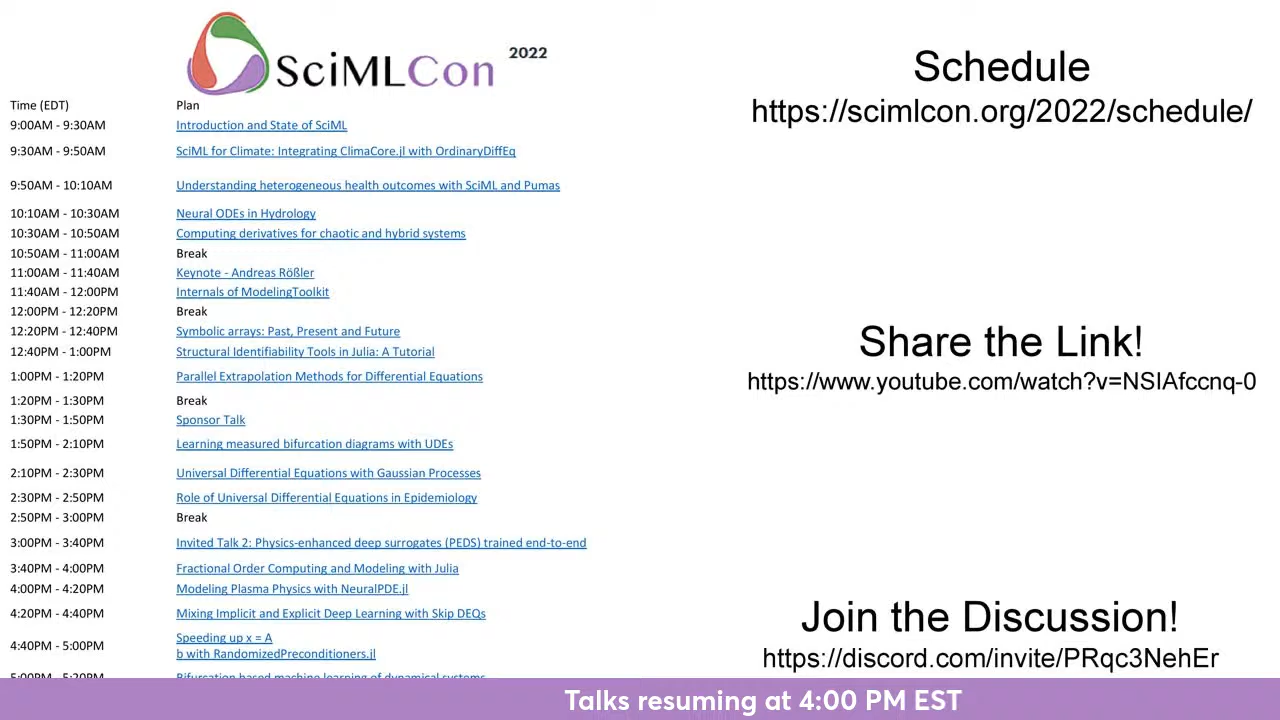 SciMLCon 2022
Time (EDT) Plan
9:00AM - 9:30AM Introduction and State of SciML
9:30AM - 9:50AM SciML for Climate: Integrating ClimaCore.jl with OrdinaryDiffEq
9:50AM - 10:10AM Understanding heterogeneous health outcomes with SciML and Pumas
10:10AM - 10:30AM Neural ODEs in Hydrology
10:30AM - 10:50AM Computing derivatives for chaotic and hybrid systems
10:50AM - 11:00AM Break
11:00AM - 11:40AM Keynote - Andreas Rößler
11:40AM - 12:00PM Internals of ModelingToolkit
12:00PM - 12:20PM Break
12:20PM - 12:40PM Symbolic arrays: Past, Present and Future
12:40PM - 1:00PM Structural Identifiability Tools in Julia: A Tutorial
1:00PM - 1:20PM Parallel Extrapolation Methods for Differential Equations
1:20PM - 1:30PM Break
1:30PM - 1:50PM Sponsor Talk
1:50PM - 2:10PM Learning measured bifurcation diagrams with UDEs
2:10PM - 2:30PM Universal Differential Equations with Gaussian Processes
2:30PM - 2:50PM Role of Universal Differential Equations in Epidemiology
2:50PM - 3:00PM Break
3:00PM - 3:40PM Invited Talk 2: Physics-enhanced deep surrogates (PEDS) trained end-to-end
3:40PM - 4:00PM Fractional Order Computing and Modeling with Julia
4:00PM - 4:20PM Modeling Plasma Physics with NeuralPDE.jl
4:20PM - 4:40PM Mixing Implicit and Explicit Deep Learning with Skip DEQs
4:40PM - 5:00PM Speeding up x = A
b with RandomizedPreconditioners.jl
5:00PM - 5:20PM Bifurcation based machine learning of dynamical systems
Schedule
https://scimlcon.org/2022/schedule/
Share the Link!
https://www.youtube.com/watch?v=NSIAfccnq-0
Join the Discussion!
https://discord.com/invite/PRqc3NehEr
Talks resuming at 4:00 PM EST